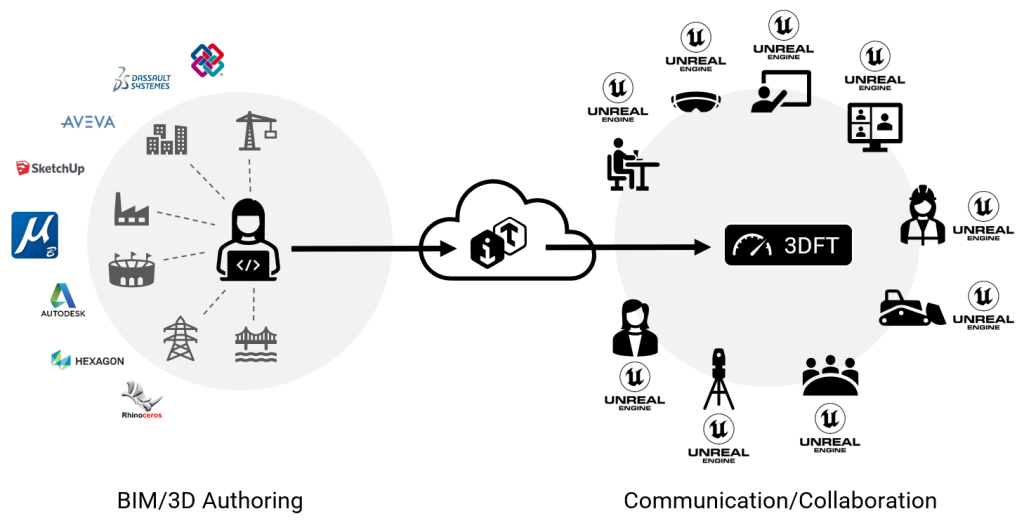 DASSAULT
SYSTEMES
AVEVA
SketchUp
μ
B
AUTODESK
HEXAGON
Rhinoceros
</>
i
T
3DFT
UNREAL
ENGINE
UNREAL
ENGINE
UNREAL
ENGINE
UNREAL
ENGINE
UNREAL
ENGINE
UNREAL
ENGINE
UNREAL
ENGINE
UNREAL
ENGINE
UNREAL
ENGINE
BIM/3D Authoring
Communication/Collaboration